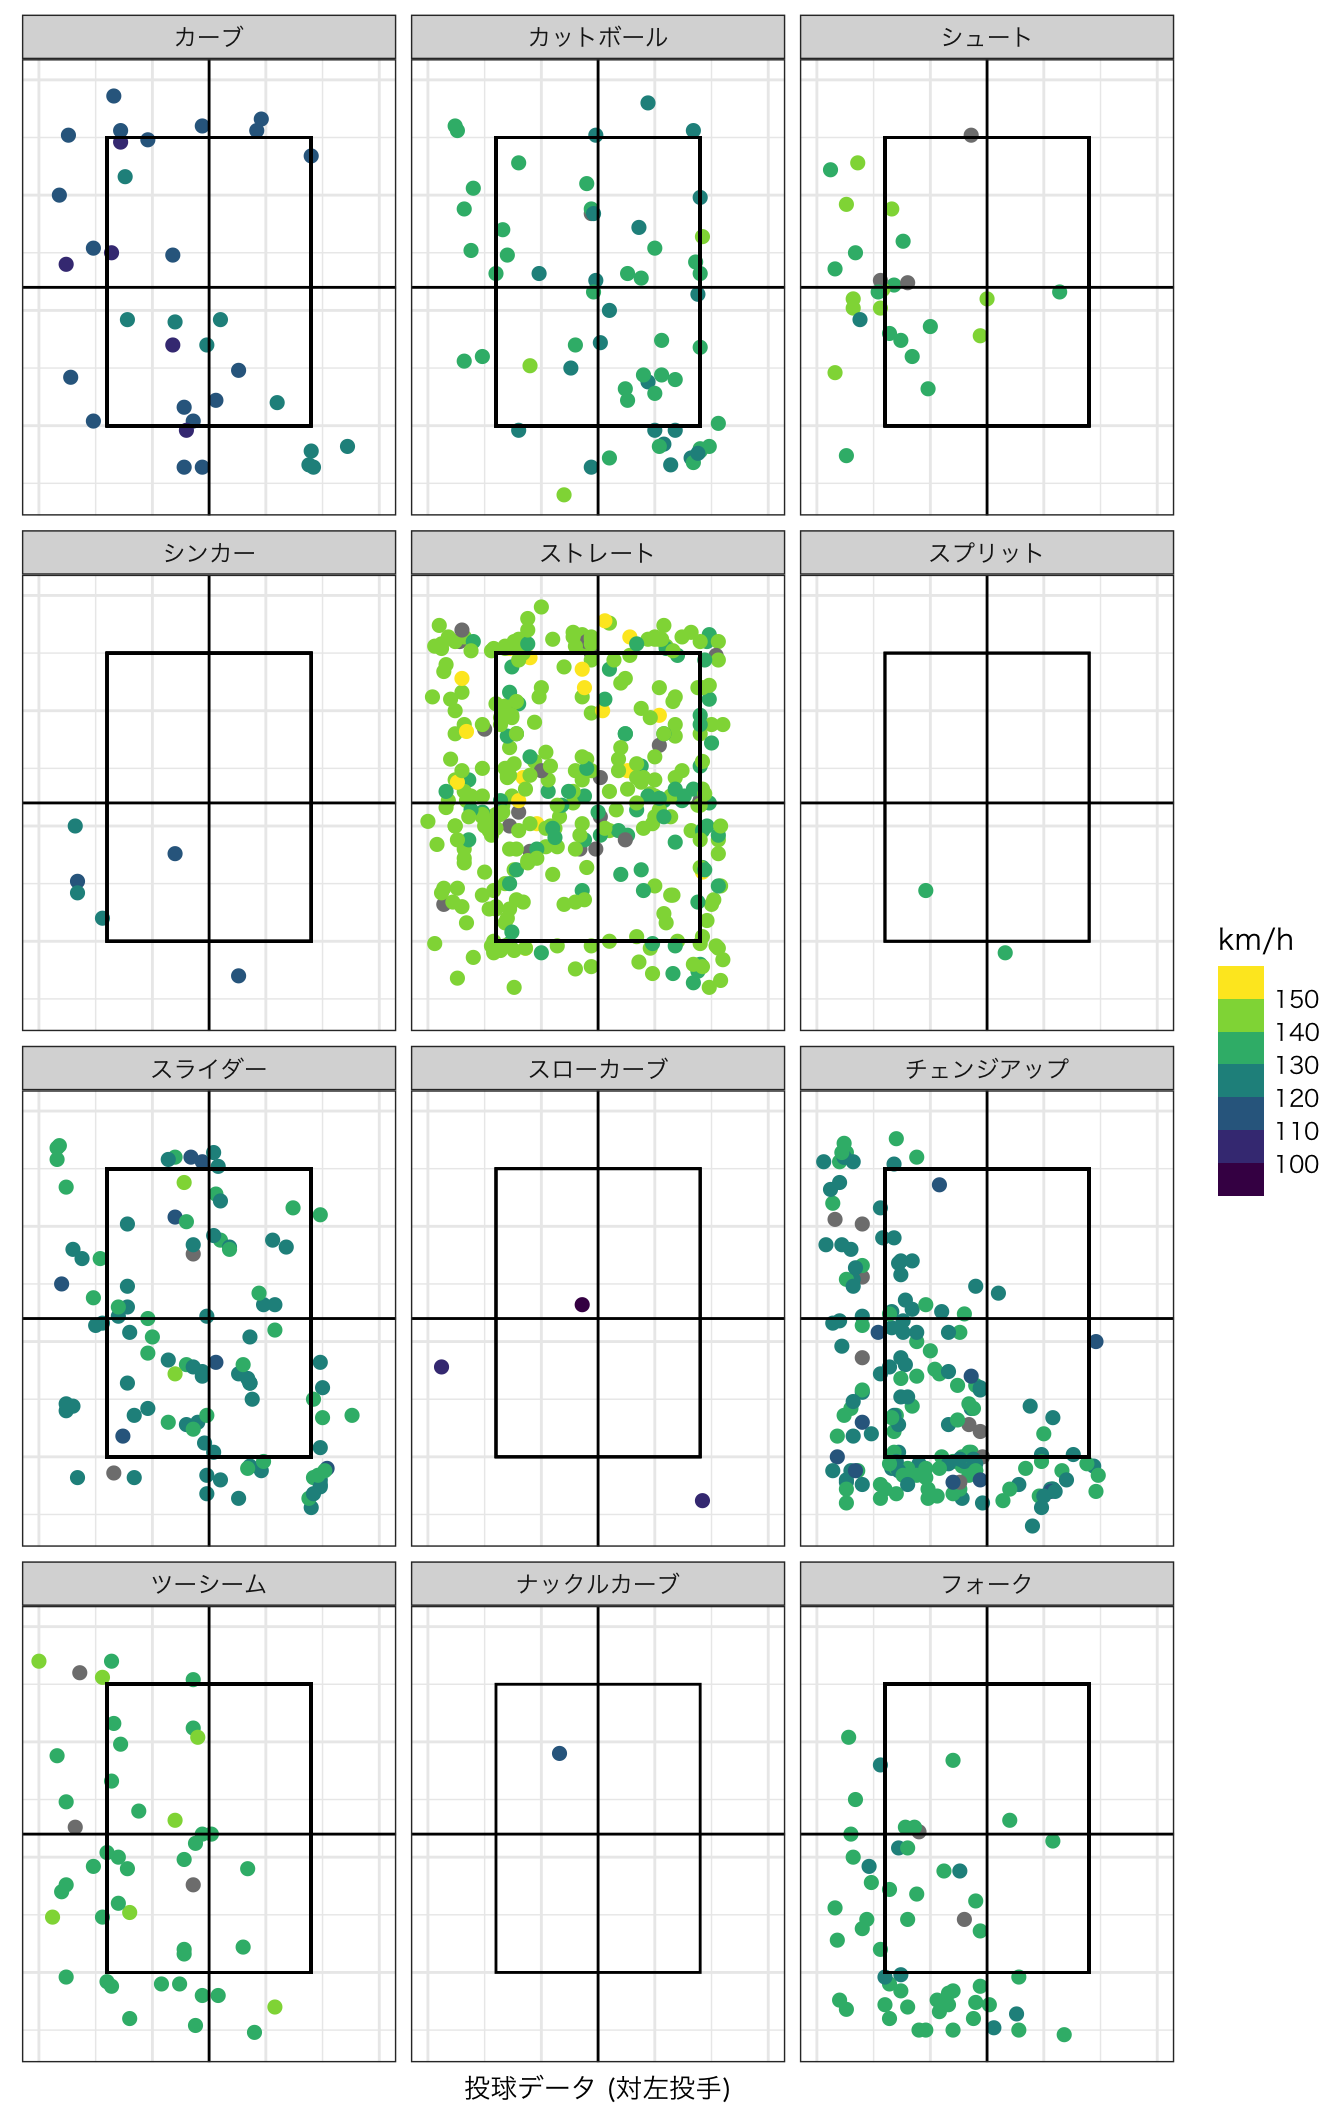 カーブ カットボール シュート
シンカー ストレート スプリット
km/h
150
140
130
120
110
100
スライダー スローカーブ チェンジアップ
ツーシーム ナックルカーブ フォーク
投球データ (対左投手)